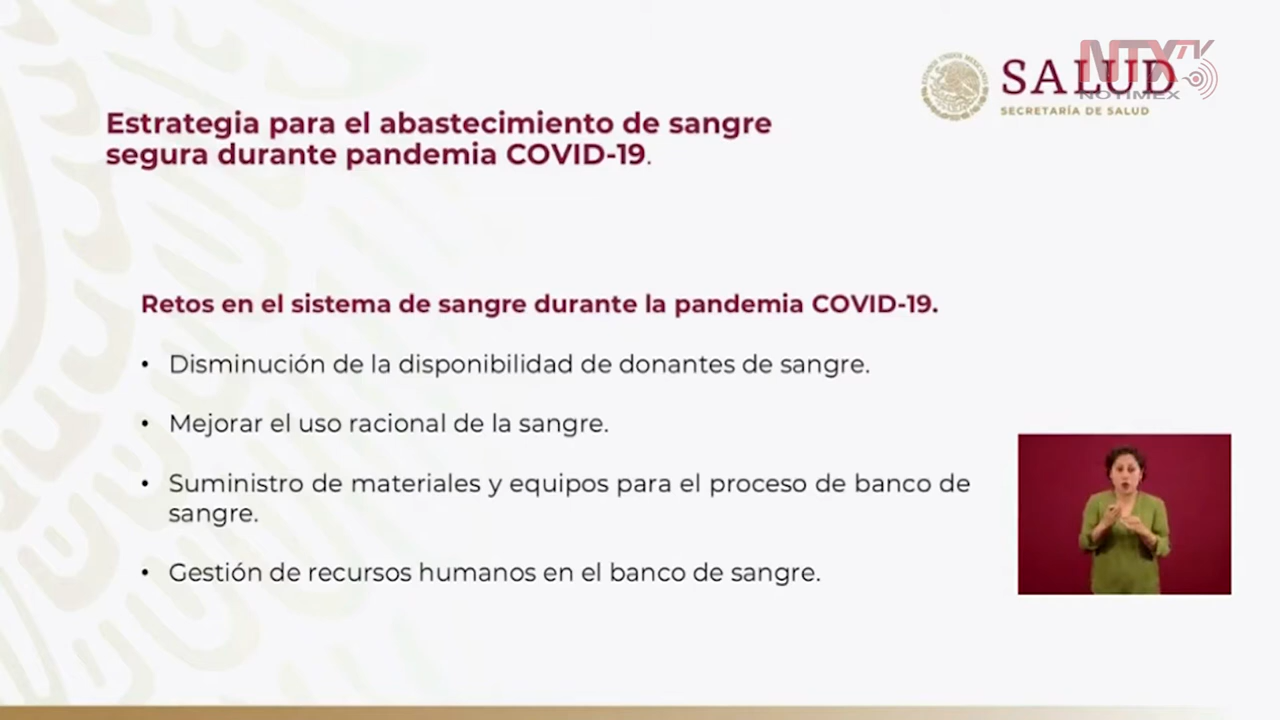 NTX TV
NOTIMEX
SALUD
SECRETARÍA DE SALUD
Estrategia para el abastecimiento de sangre
segura durante pandemia COVID-19.
Retos en el sistema de sangre durante la pandemia COVID-19.
• Disminución de la disponibilidad de donantes de sangre.
• Mejorar el uso racional de la sangre.
• Suministro de materiales y equipos para el proceso de banco de
sangre.
• Gestión de recursos humanos en el banco de sangre.